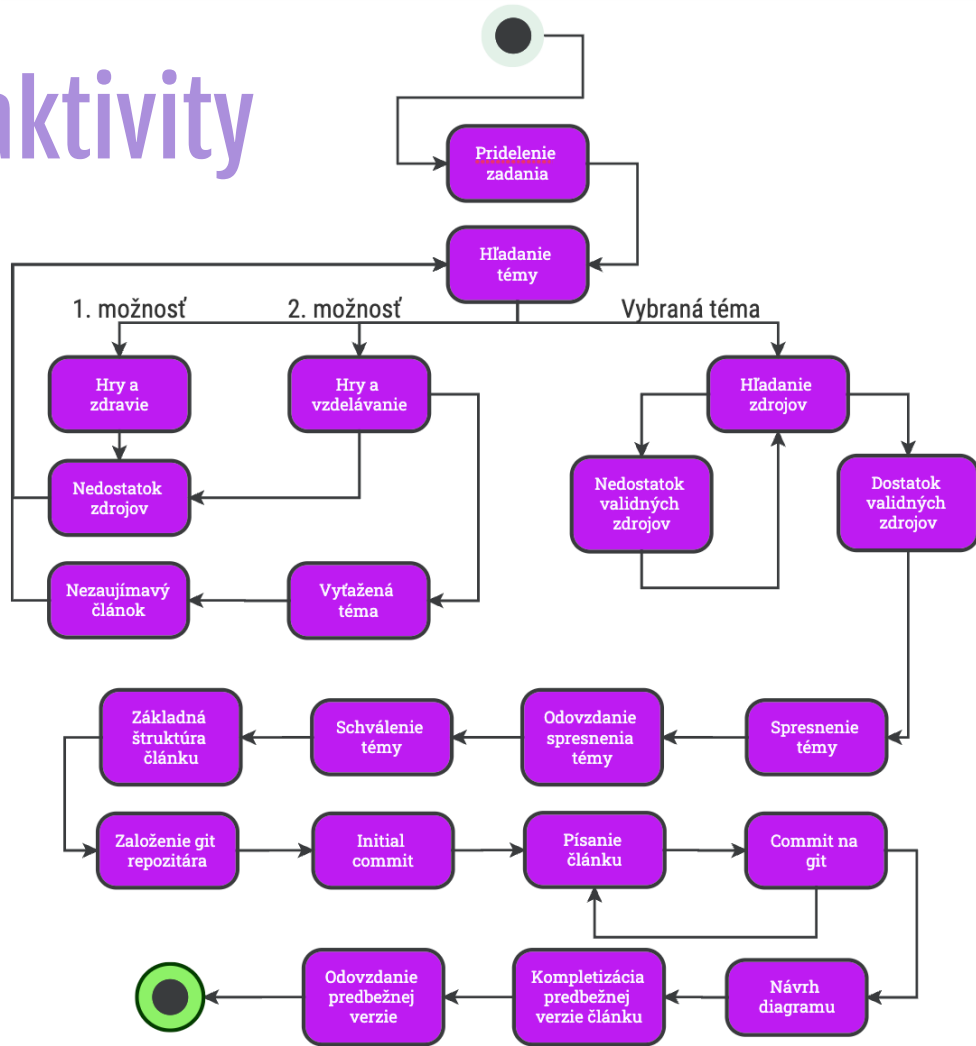 aktivity
Pridelenie
zadania
Hľadanie
témy
1. možnosť
2. možnosť
Vybraná téma
Hry a
zdravie
Hry a
vzdelávanie
Hľadanie
zdrojov
Nedostatok
zdrojov
Nedostatok
validných
zdrojov
Dostatok
validných
zdrojov
Nezaujímavý
článok
Vyťažená
téma
Základná
štruktúra
článku
Schválenie
témy
Odovzdanie
spresnenia
témy
Spresnenie
témy
Založenie git
repozitára
Initial
commit
Písanie
článku
Commit na
git
Odovzdanie
predbežnej
verzie
Kompletizácia
predbežnej
verzie článku
Návrh
diagramu